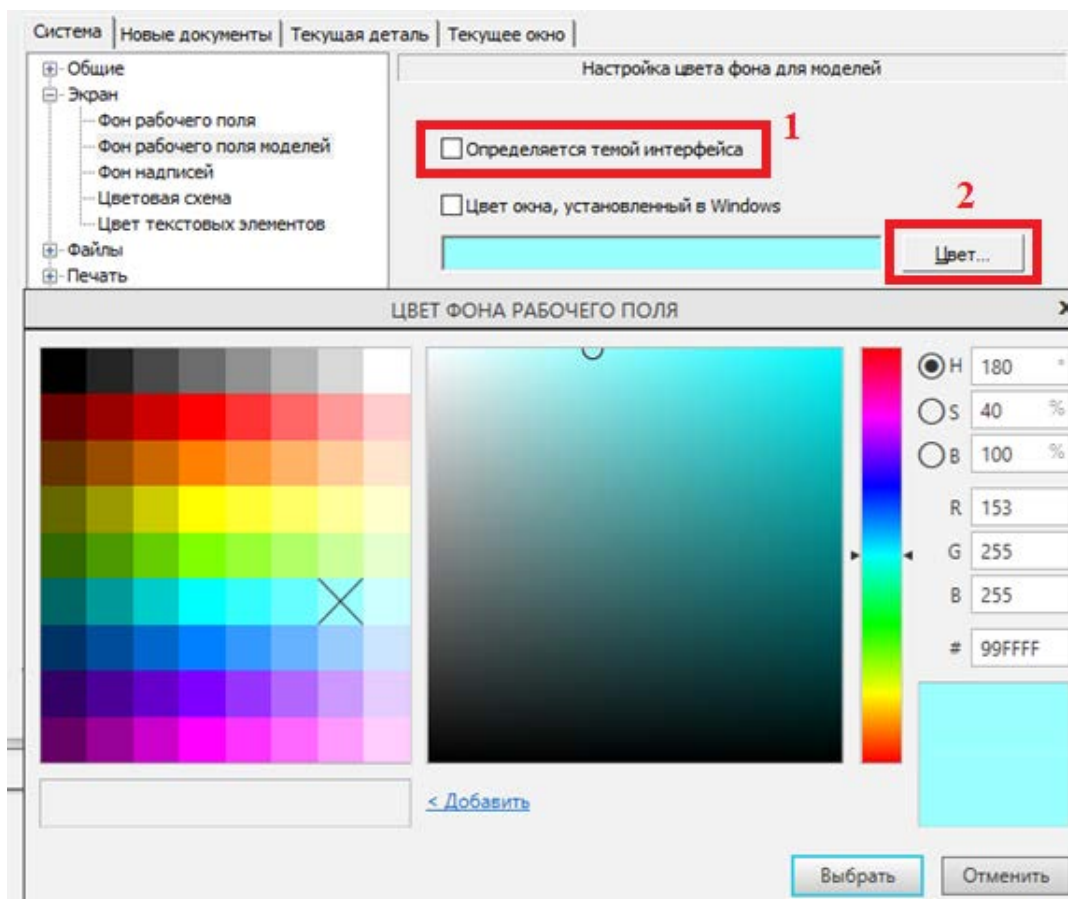 Система Новые документы Текущая деталь Текущее окно
Общие
Экран
Фон рабочего поля
Фон рабочего поля моделей
Фон надписей
Цветовая схема
Цвет текстовых элементов
Файлы
Печать
Настройка цвета фона для моделей
Определяется темой интерфейса 1
Цвет окна, установленный в Windows
2
Цвет...
ЦВЕТ ФОНА РАБОЧЕГО ПОЛЯ
H 180 °
S 40 %
B 100 %
R 153
G 255
B 255
# 99FFFF
< Добавить
Выбрать Отменить